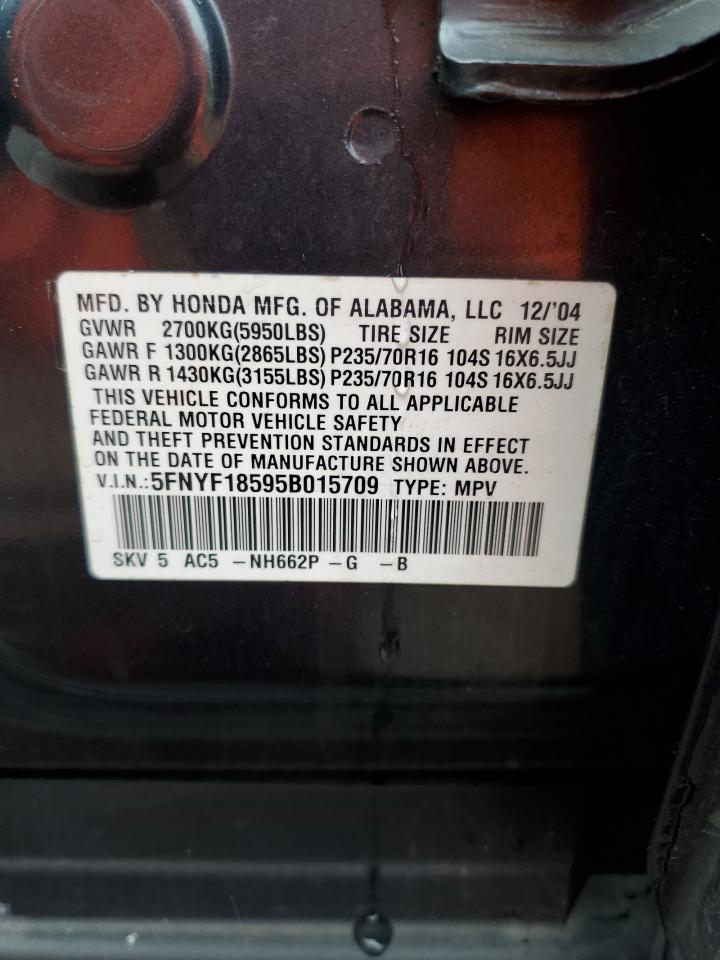 MFD. BY HONDA MFG. OF ALABAMA, LLC 12/'04
GVWR 2700KG(5950LBS) TIRE SIZE RIM SIZE
GAWR F 1300KG(2865LBS) P235/70R16 104S 16X6.5JJ
GAWR R 1430KG(3155LBS) P235/70R16 104S 16X6.5JJ
THIS VEHICLE CONFORMS TO ALL APPLICABLE
FEDERAL MOTOR VEHICLE SAFETY
AND THEFT PREVENTION STANDARDS IN EFFECT
ON THE DATE OF MANUFACTURE SHOWN ABOVE.
V.I.N.:5FNYF18595B015709 TYPE: MPV
SKV 5 AC5 -NH662P -G -B